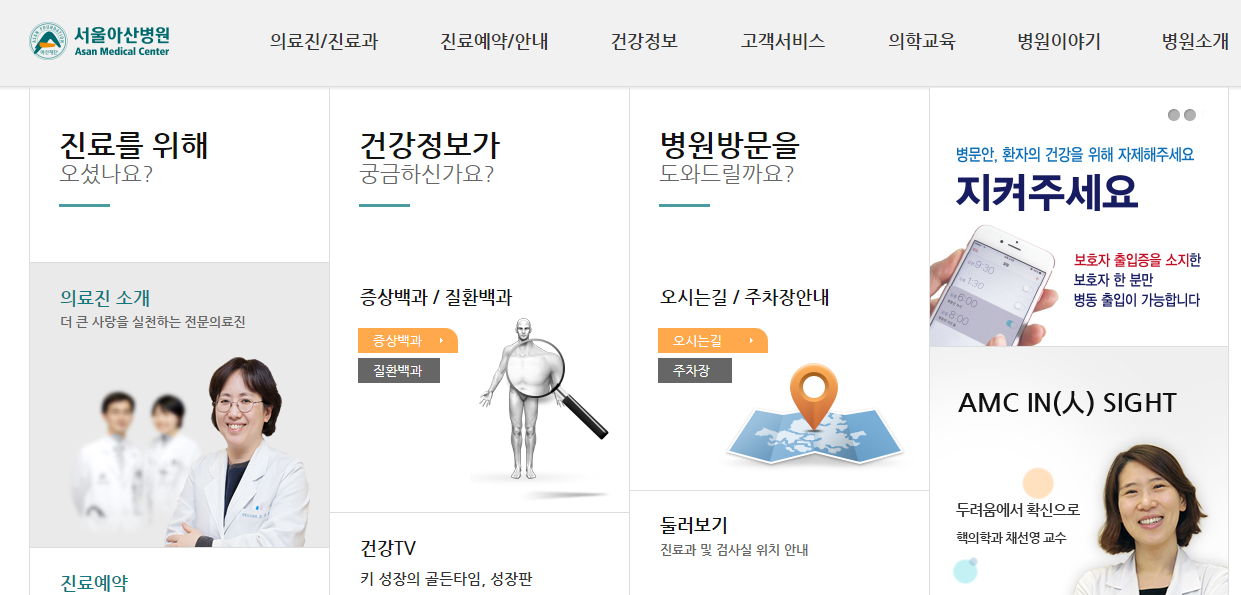 서울아산병원
Asan Medical Center
의료진/진료과
진료예약/안내
건강정보
고객서비스
의학교육
병원이야기
병원소개
진료를 위해
오셨나요?
의료진 소개
더 큰 사랑을 실천하는 전문의료진
진료예약
건강정보가
궁금하신가요?
증상백과 / 질환백과
증상백과
질환백과
건강TV
키 성장의 골든타임, 성장판
병원방문을
도와드릴까요?
오시는길 / 주차장안내
오시는길
주차장
둘러보기
진료과 및 검사실 위치 안내
병문안, 환자의 건강을 위해 자제해주세요
지켜주세요
보호자 출입증을 소지한
보호자 한 분만
병동 출입이 가능합니다
AMC IN(人) SIGHT
두려움에서 확신으로
핵의학과 채선영 교수